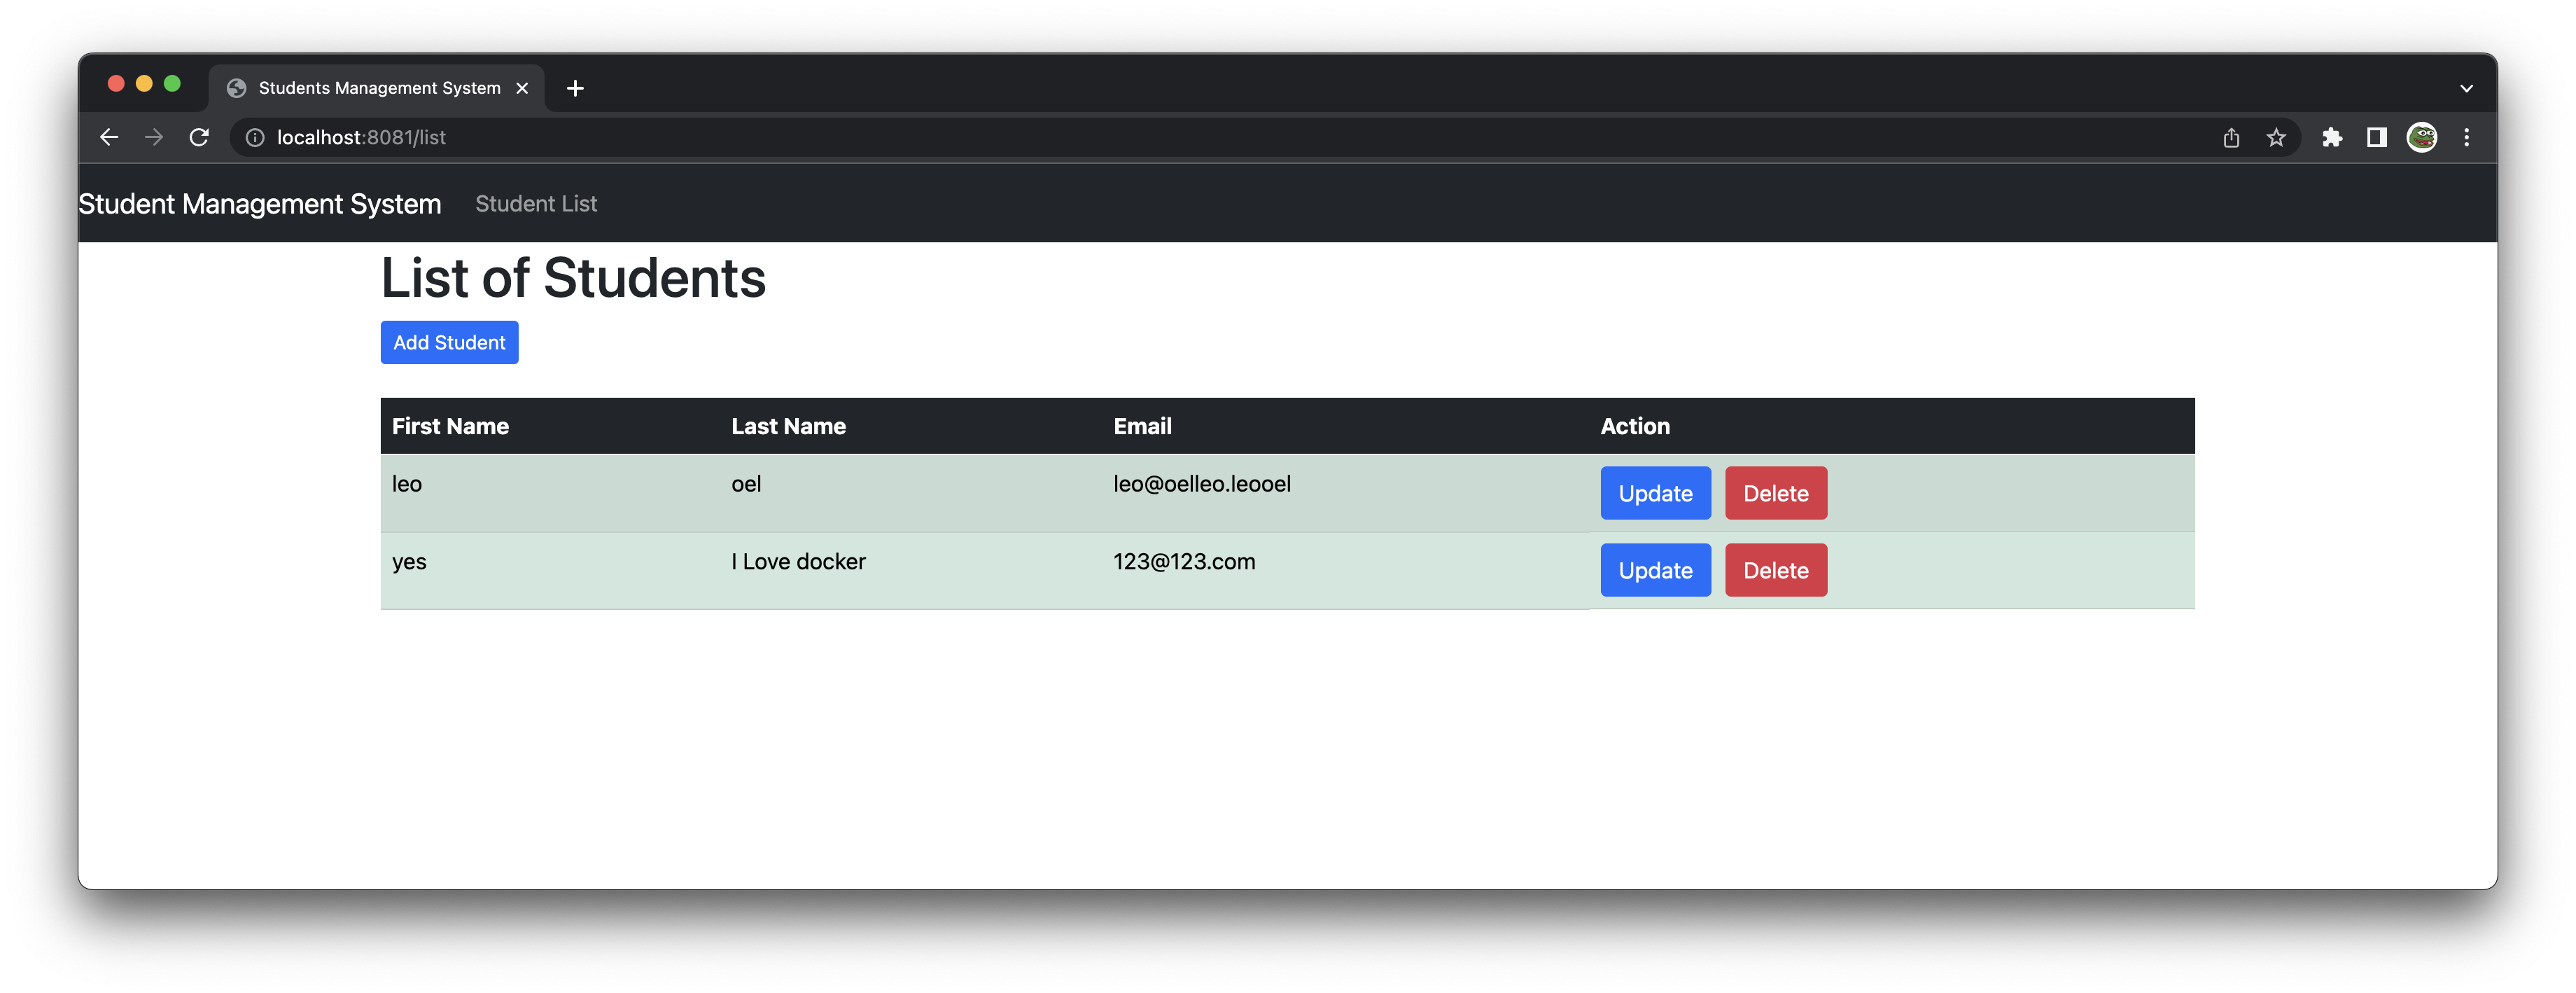 Students Management System
localhost:8081/list
Student Management System Student List
List of Students
Add Student
First Name Last Name Email Action
leo oel leo@oelleo.leooel Update Delete
yes I Love docker 123@123.com Update Delete